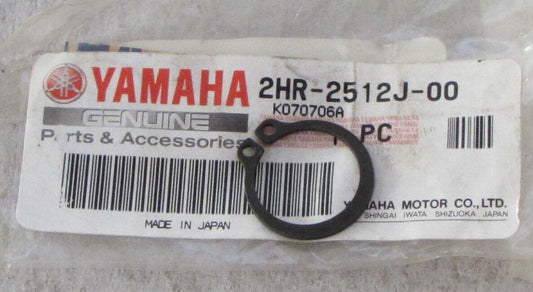 YAMAHA 2HR-2512J-00
GENUINE K070706A
Parts & Accessories 1 PC
MADE IN JAPAN
YAMAHA MOTOR CO., LTD.
SHINGAI IWATA SHIZUOKA JAPAN